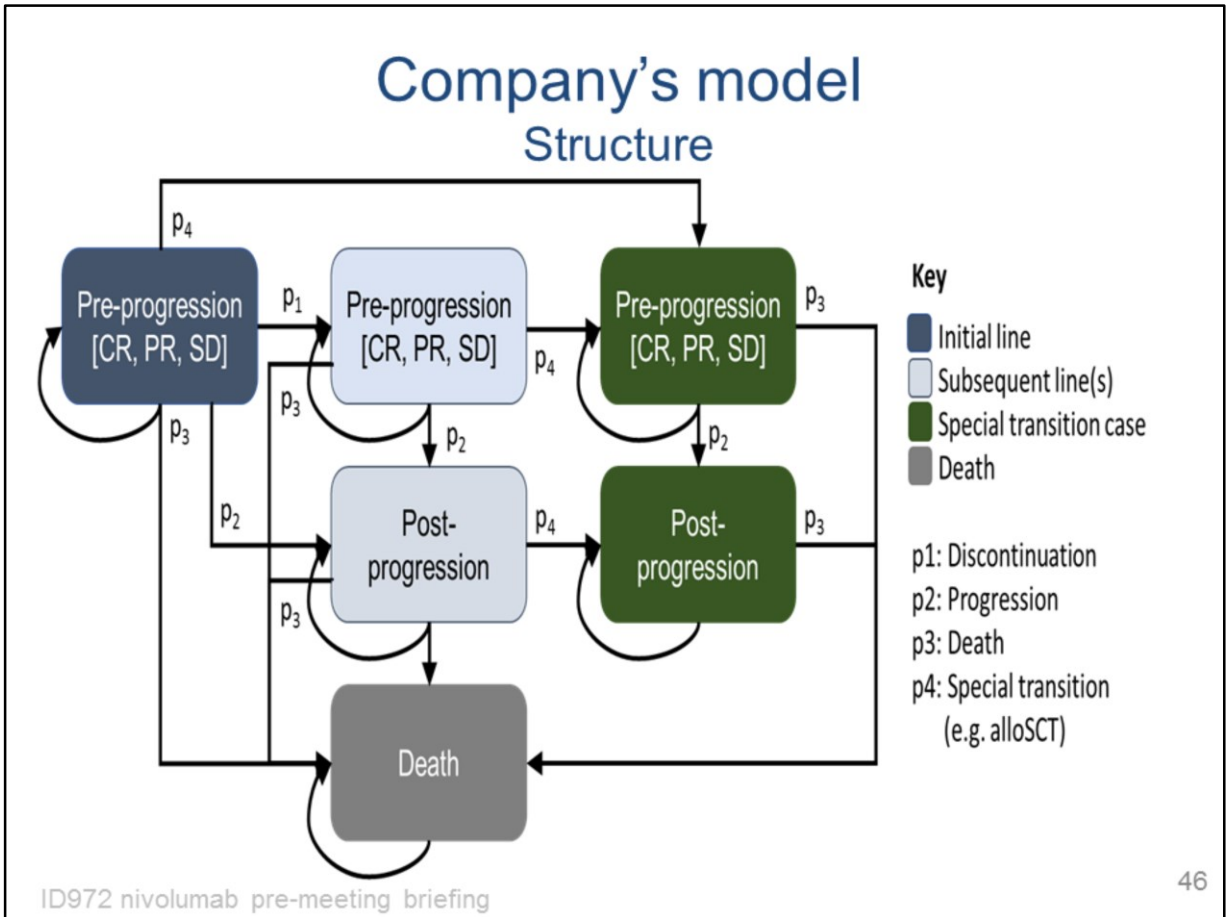 Company's model
Structure
p4
Pre-progression
[CR, PR, SD]
p1
Pre-progression
[CR, PR, SD]
p4
Pre-progression
[CR, PR, SD]
p3
p3
p3
p2
p2
p2
Post-
progression
p4
Post-
progression
p3
p3
Death
Key
Initial line
Subsequent line(s)
Special transition case
Death
p1: Discontinuation
p2: Progression
p3: Death
p4: Special transition
(e.g. alloSCT)
ID972 nivolumab pre-meeting briefing
46